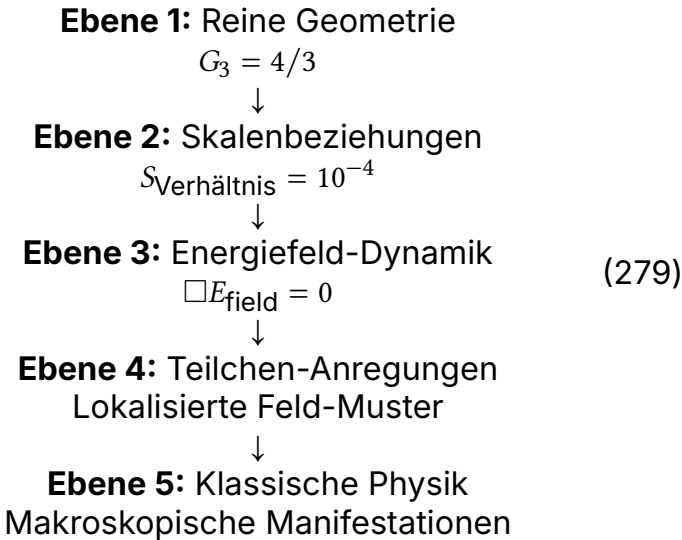 Ebene 1: Reine Geometrie
G₃ = 4/3
↓
Ebene 2: Skalenbeziehungen
S_Verhältnis = 10⁻⁴
↓
Ebene 3: Energiefeld-Dynamik
(279)
□E_field = 0
↓
Ebene 4: Teilchen-Anregungen
Lokalisierte Feld-Muster
↓
Ebene 5: Klassische Physik
Makroskopische Manifestationen